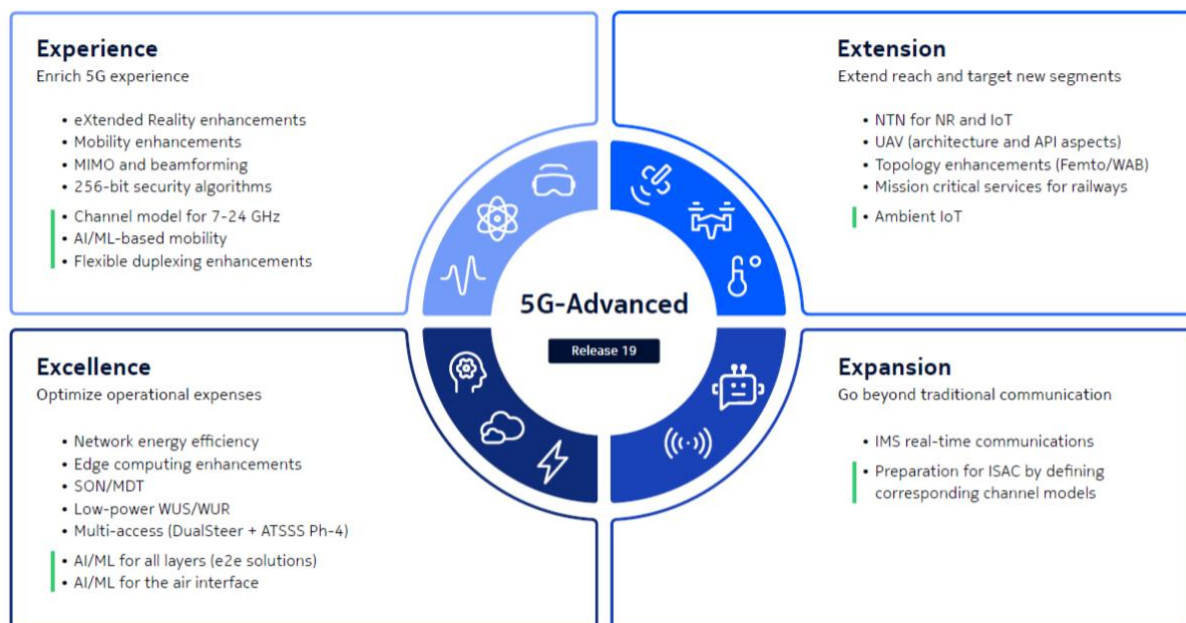 Experience
Enrich 5G experience
• eXtended Reality enhancements
• Mobility enhancements
• MIMO and beamforming
• 256-bit security algorithms
• Channel model for 7-24 GHz
• AI/ML-based mobility
• Flexible duplexing enhancements
Extension
Extend reach and target new segments
• NTN for NR and IoT
• UAV (architecture and API aspects)
• Topology enhancements (Femto/WAB)
• Mission critical services for railways
• Ambient IoT
5G-Advanced
Release 19
Excellence
Optimize operational expenses
• Network energy efficiency
• Edge computing enhancements
• SON/MDT
• Low-power WUS/WUR
• Multi-access (DualSteer + ATSSS Ph-4)
• AI/ML for all layers (e2e solutions)
• AI/ML for the air interface
Expansion
Go beyond traditional communication
• IMS real-time communications
• Preparation for ISAC by defining
corresponding channel models